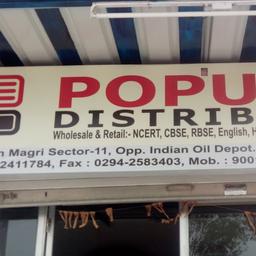 POPU
DISTRIB
Wholesale & Retail:- NCERT, CBSE, RBSE, English, H
n Magri Sector-11, Opp. Indian Oil Depot.
2411784, Fax : 0294-2583403, Mob. : 900